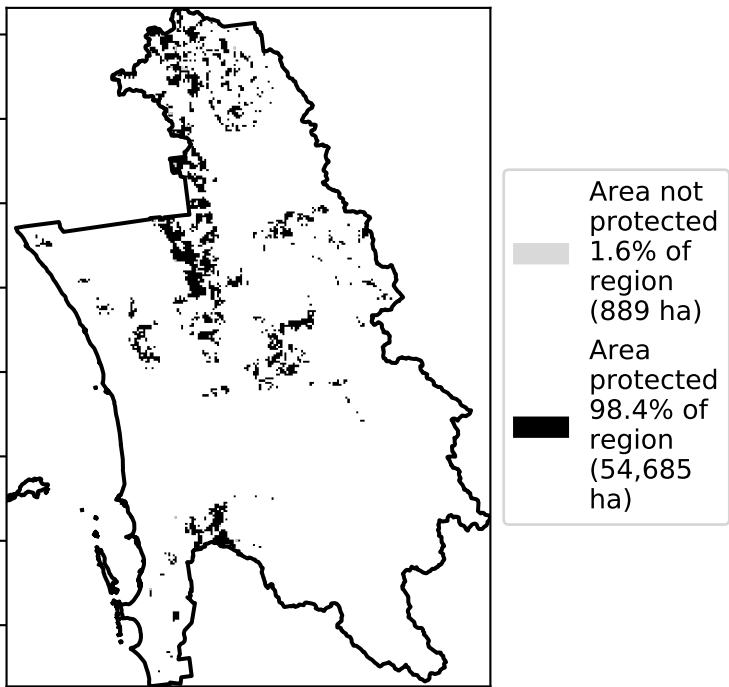 Area not
protected
1.6% of
region
(889 ha)
Area
protected
98.4% of
region
(54,685
ha)